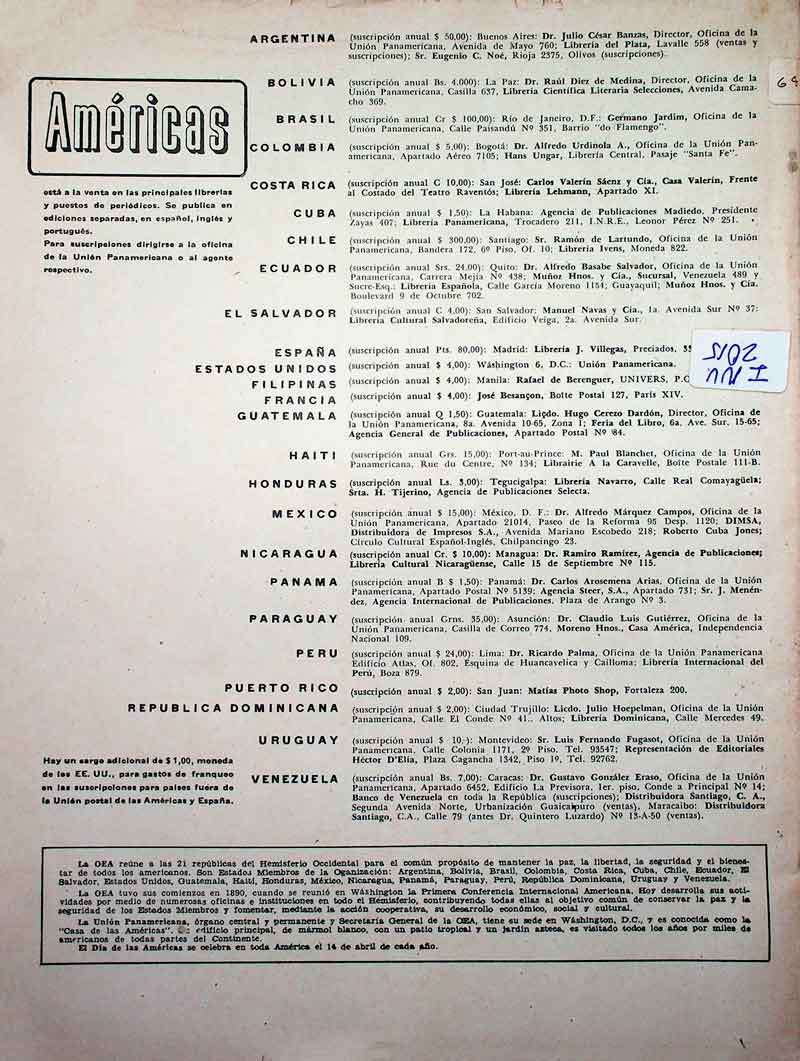 ARGENTINA (suscripción anual $ 50,00): Buenos Aires: Dr. Julio César Banzas, Director, Oficina de la
Unión Panamericana, Avenida de Mayo 760; Librería del Plata, Lavalle 558 (ventas y
suscripciones); Sr. Eugenio C. Noé, Rioja 2375, Olivos (suscripciones).
BOLIVIA (suscripción anual Bs. 4.000): La Paz: Dr. Raúl Diez de Medina, Director, Oficina de la
Unión Panamericana, Casilla 637, Librería Científica Literaria Selecciones, Avenida Cama-
cho 369.
BRASIL (suscripción anual Cr $ 100,00): Río de Janeiro, D.F.: Germano Jardim, Oficina de la
Unión Panamericana, Calle Paisandú Nº 351, Barrio "do Flamengo".
COLOMBIA (suscripción anual $ 5,00): Bogotá: Dr. Alfredo Urdinola A., Oficina de la Unión Pan-
americana, Apartado Aéreo 7105; Hans Ungar, Librería Central, Pasaje "Santa Fe".
COSTA RICA (suscripción anual C 10,00): San José: Carlos Valerín Sáenz y Cía., Casa Valerín, Frente
al Costado del Teatro Raventós; Librería Lehmann, Apartado XI.
CUBA (suscripción anual $ 1,50): La Habana: Agencia de Publicaciones Madiedo, Presidente
Zayas 407; Librería Panamericana, Trocadero 211, I.N.R.E., Leonor Pérez Nº 251.
CHILE (suscripción anual $ 300,00): Santiago: Sr. Ramón de Lartundo, Oficina de la Unión
Panamericana, Bandera 172, 6º Piso, Of. 10; Librería Ivens, Moneda 822.
ECUADOR (suscripción anual Srs. 24,00): Quito: Dr. Alfredo Basabe Salvador, Oficina de la Unión
Panamericana, Carrera Mejía Nº 438; Muñoz Hnos. y Cía., Sucursal, Venezuela 489 y
Sucre-Esq.; Librería Española, Calle García Moreno 1154; Guayaquil; Muñoz Hnos. y Cía.
Boulevard 9 de Octubre 702.
EL SALVADOR (suscripción anual C 4,00): San Salvador: Manuel Navas y Cía., 1a. Avenida Sur Nº 37;
Librería Cultural Salvadoreña, Edificio Veiga, 2a. Avenida Sur.
ESPAÑA (suscripción anual Pts. 80,00): Madrid: Librería J. Villegas, Preciados,
ESTADOS UNIDOS (suscripción anual $ 4,00): Wáshington 6, D.C.: Unión Panamericana.
FILIPINAS (suscripción anual $ 4,00): Manila: Rafael de Berenguer, UNIVERS, P.O
FRANCIA (suscripción anual $ 4,00): José Besançon, Boîte Postal 127, París XIV.
GUATEMALA (suscripción anual Q 1,50): Guatemala: Liçdo. Hugo Cerezo Dardón, Director, Oficina de
la Unión Panamericana, 8a. Avenida 10-65, Zona 1; Feria del Libro, 6a. Ave. Sur. 15-65;
Agencia General de Publicaciones, Apartado Postal Nº 84.
HAITI (suscripción anual Grs. 15,00): Port-au-Prince: M. Paul Blanchet, Oficina de la Unión
Panamericana, Rue du Centre, Nº 134; Librairie A la Caravelle, Boîte Postale 111-B.
HONDURAS (suscripción anual Ls. 3,00): Tegucigalpa: Librería Navarro, Calle Real Comayagüela;
Srta. H. Tijerino, Agencia de Publicaciones Selecta.
MEXICO (suscripción anual $ 15,00): México, D. F.: Dr. Alfredo Márquez Campos, Oficina de la
Unión Panamericana, Apartado 21014, Paseo de la Reforma 95 Desp. 1120; DIMSA,
Distribuidora de Impresos S.A., Avenida Mariano Escobedo 218; Roberto Cuba Jones;
Círculo Cultural Español-Inglés, Chilpancingo 23.
NICARAGUA (suscripción anual Cr. $ 10,00): Managua: Dr. Ramiro Ramírez, Agencia de Publicaciones;
Librería Cultural Nicaragüense, Calle 15 de Septiembre Nº 115.
PANAMA (suscripción anual B $ 1,50): Panamá: Dr. Carlos Arosemena Arias, Oficina de la Unión
Panamericana, Apartado Postal Nº 5139; Agencia Steer, S.A., Apartado 731; Sr. J. Menén-
dez, Agencia Internacional de Publicaciones, Plaza de Arango Nº 3.
PARAGUAY (suscripción anual Grns. 35,00): Asunción: Dr. Claudio Luis Gutiérrez, Oficina de la
Unión Panamericana, Casilla de Correo 774, Moreno Hnos., Casa América, Independencia
Nacional 109.
PERU (suscripción anual $ 24,00): Lima: Dr. Ricardo Palma, Oficina de la Unión Panamericana
Edificio Atlas, Of. 802, Esquina de Huancavelica y Cailloma; Librería Internacional del
Perú, Boza 879.
PUERTO RICO (suscripción anual $ 2,00): San Juan: Matías Photo Shop, Fortaleza 200.
REPUBLICA DOMINICANA (suscripción anual $ 2,00): Ciudad Trujillo: Licdo. Julio Hoepelman, Oficina de la Unión
Panamericana, Calle El Conde Nº 41., Altos; Librería Dominicana, Calle Mercedes 49.
URUGUAY (suscripción anual $ 10,-): Montevideo: Sr. Luis Fernando Fugasot, Oficina de la Unión
Panamericana, Calle Colonia 1171, 2º Piso. Tel. 93547; Representación de Editoriales
Héctor D'Elía, Plaza Cagancha 1342, Piso 1º, Tel. 92762.
VENEZUELA (suscripción anual Bs. 7,00): Caracas: Dr. Gustavo González Eraso, Oficina de la Unión
Panamericana, Apartado 6452, Edificio La Previsora, 1er. piso, Conde a Principal Nº 14;
Banco de Venezuela en toda la República (suscripciones); Distribuidora Santiago, C. A.,
Segunda Avenida Norte, Urbanización Guaicaipuro (ventas), Maracaibo: Distribuidora
Santiago, C.A., Calle 79 (antes Dr. Quintero Luzardo) Nº 13-A-50 (ventas).
Américas
está a la venta en las principales librerías
y puestos de periódicos. Se publica en
ediciones separadas, en español, inglés y
portugués.
Para suscripciones dirigirse a la oficina
de la Unión Panamericana o al agente
respectivo.
Hay un cargo adicional de $ 1,00, moneda
de los EE. UU., para gastos de franqueo
en las suscripciones para países fuera de
la Unión postal de las Américas y España.
La OEA reúne a las 21 repúblicas del Hemisferio Occidental para el común propósito de mantener la paz, la libertad, la seguridad y el bienes-
tar de todos los americanos. Son Estados Miembros de la Oganización: Argentina, Bolivia, Brasil, Colombia, Costa Rica, Cuba, Chile, Ecuador, El
Salvador, Estados Unidos, Guatemala, Haití, Honduras, México, Nicaragua, Panamá, Paraguay, Perú, República Dominicana, Uruguay y Venezuela.
La OEA tuvo sus comienzos en 1890, cuando se reunió en Wáshington la Primera Conferencia Internacional Americana. Hoy desarrolla sus acti-
vidades por medio de numerosas oficinas e instituciones en todo el Hemisferio, contribuyendo todas ellas al objetivo común de conservar la paz y la
seguridad de los Estados Miembros y fomentar, mediante la acción cooperativa, su desarrollo económico, social y cultural.
La Unión Panamericana, órgano central y permanente y Secretaría General de la OEA, tiene su sede en Wáshington, D.C., y es conocida como la
"Casa de las Américas". edificio principal, de mármol blanco, con un patio tropical y un jardín azteca, es visitado todos los años por miles de
americanos de todas partes del Continente.
El Día de las Américas se celebra en toda América el 14 de abril de cada año.